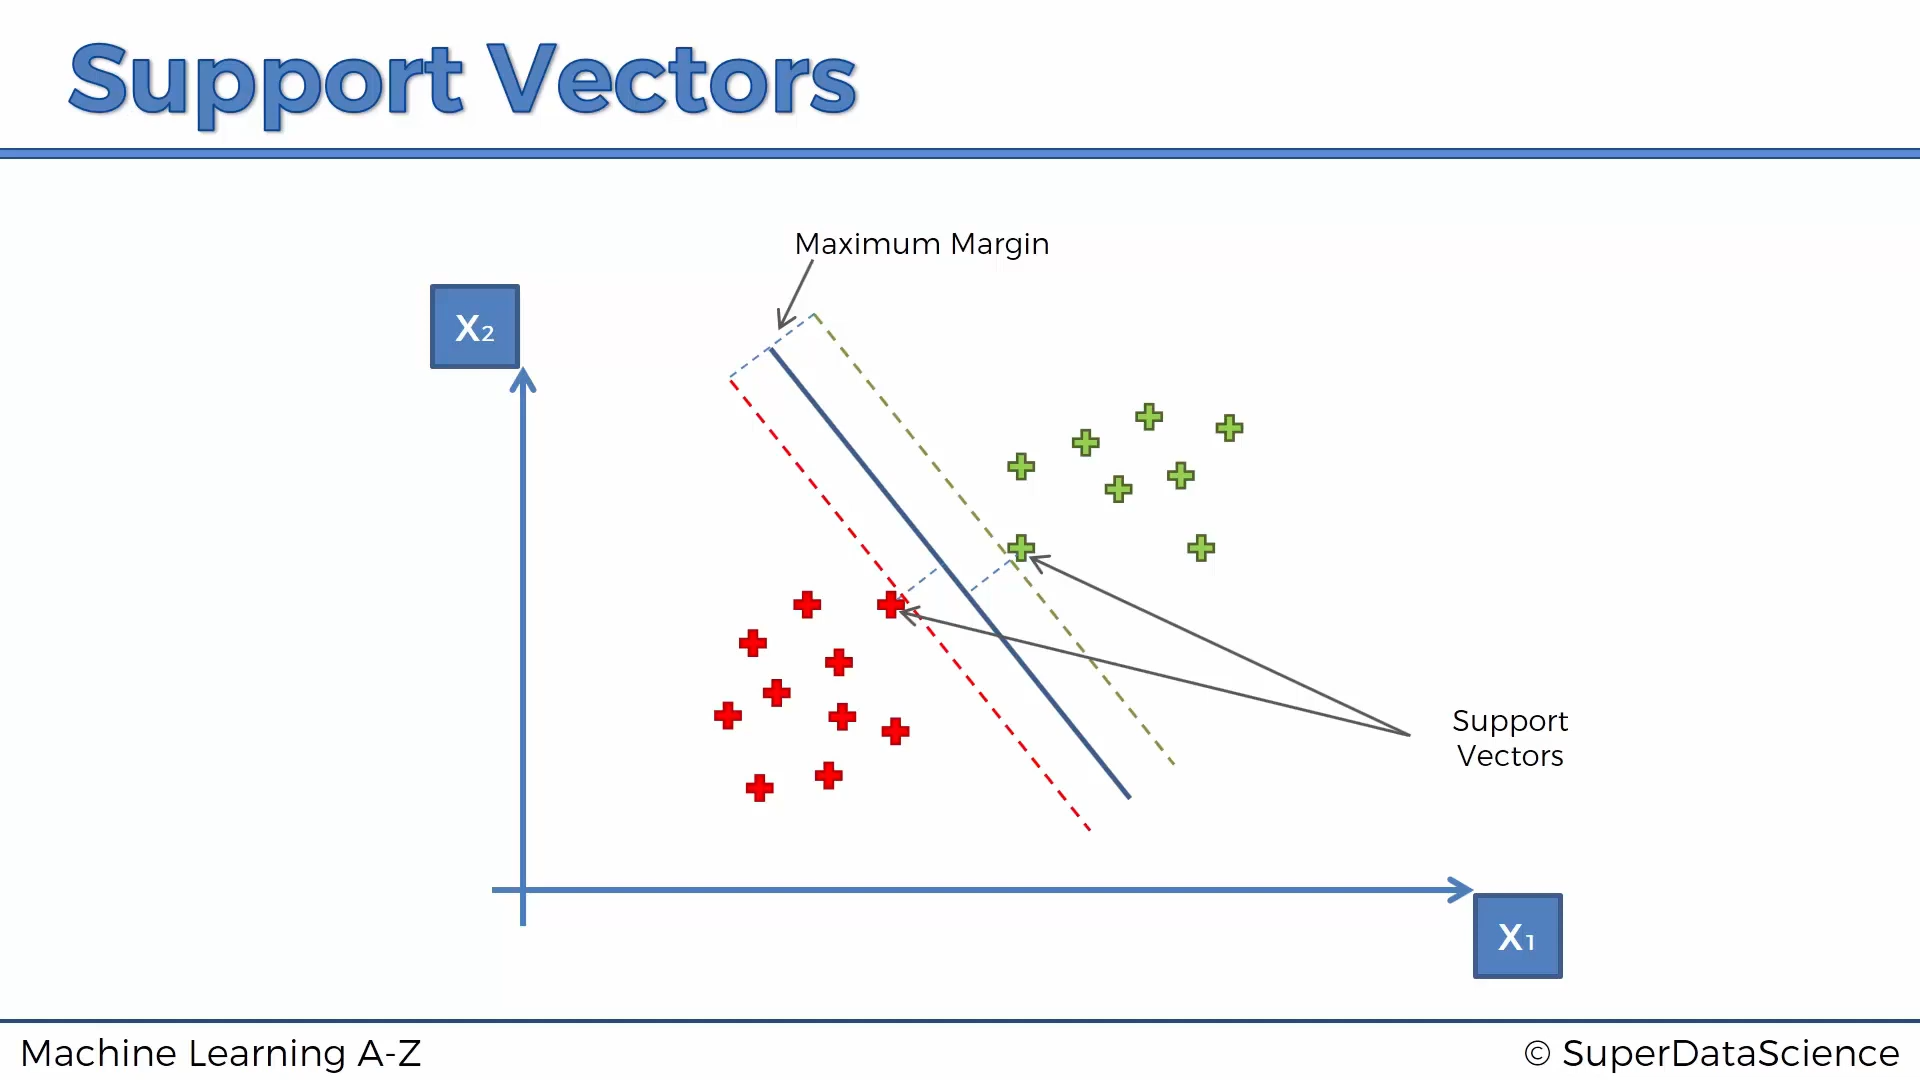 Support Vectors
Maximum Margin
X2
Support
Vectors
X1
Machine Learning A-Z
© SuperDataScience